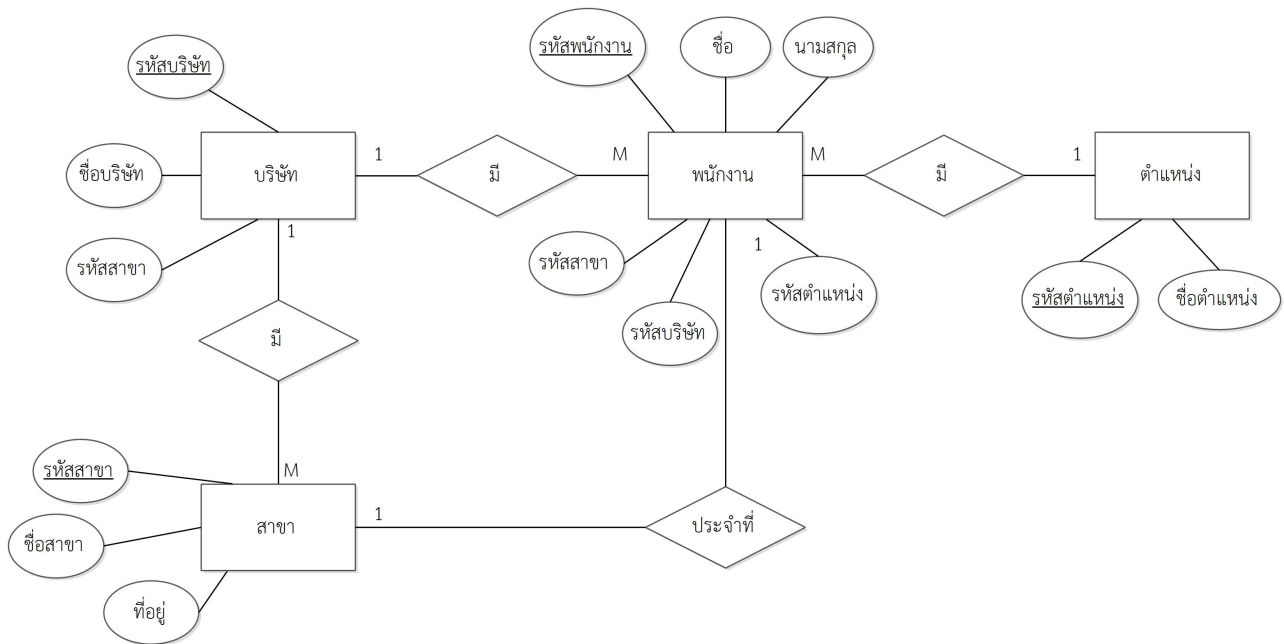 รหัสพนักงาน
ชื่อ
นามสกุล
รหัสบริษัท
1
M
M
1
ชื่อบริษัท
บริษัท
มี
พนักงาน
มี
ตำแหน่ง
1
1
รหัสสาขา
รหัสสาขา
รหัสตำแหน่ง
รหัสตำแหน่ง
ชื่อตำแหน่ง
มี
รหัสบริษัท
รหัสสาขา
M
1
ชื่อสาขา
สาขา
ประจำที่
ที่อยู่